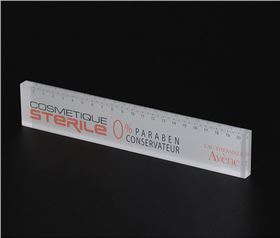 COSMETIQUE
STERILE
0% PARABEN
CONSERVATEUR
EAU THERMALE
Avène